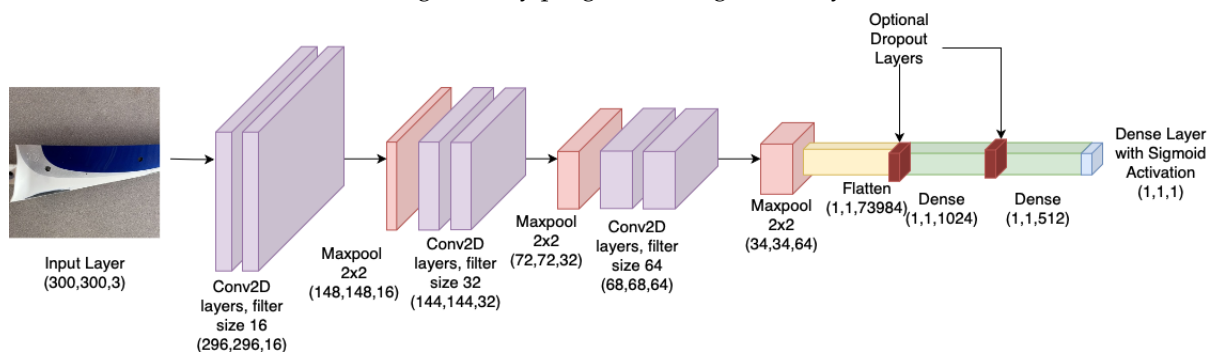 Optional
Dropout
Layers
Input Layer
(300,300,3)
Conv2D
layers, filter
size 16
(296,296,16)
Maxpool
2x2
(148,148,16)
Conv2D
layers, filter
size 32
(144,144,32)
Maxpool
2x2
(72,72,32)
Conv2D
layers, filter
size 64
(68,68,64)
Maxpool
2x2
(34,34,64)
Flatten
(1,1,73984)
Dense
(1,1,1024)
Dense
(1,1,512)
Dense Layer
with Sigmoid
Activation
(1,1,1)